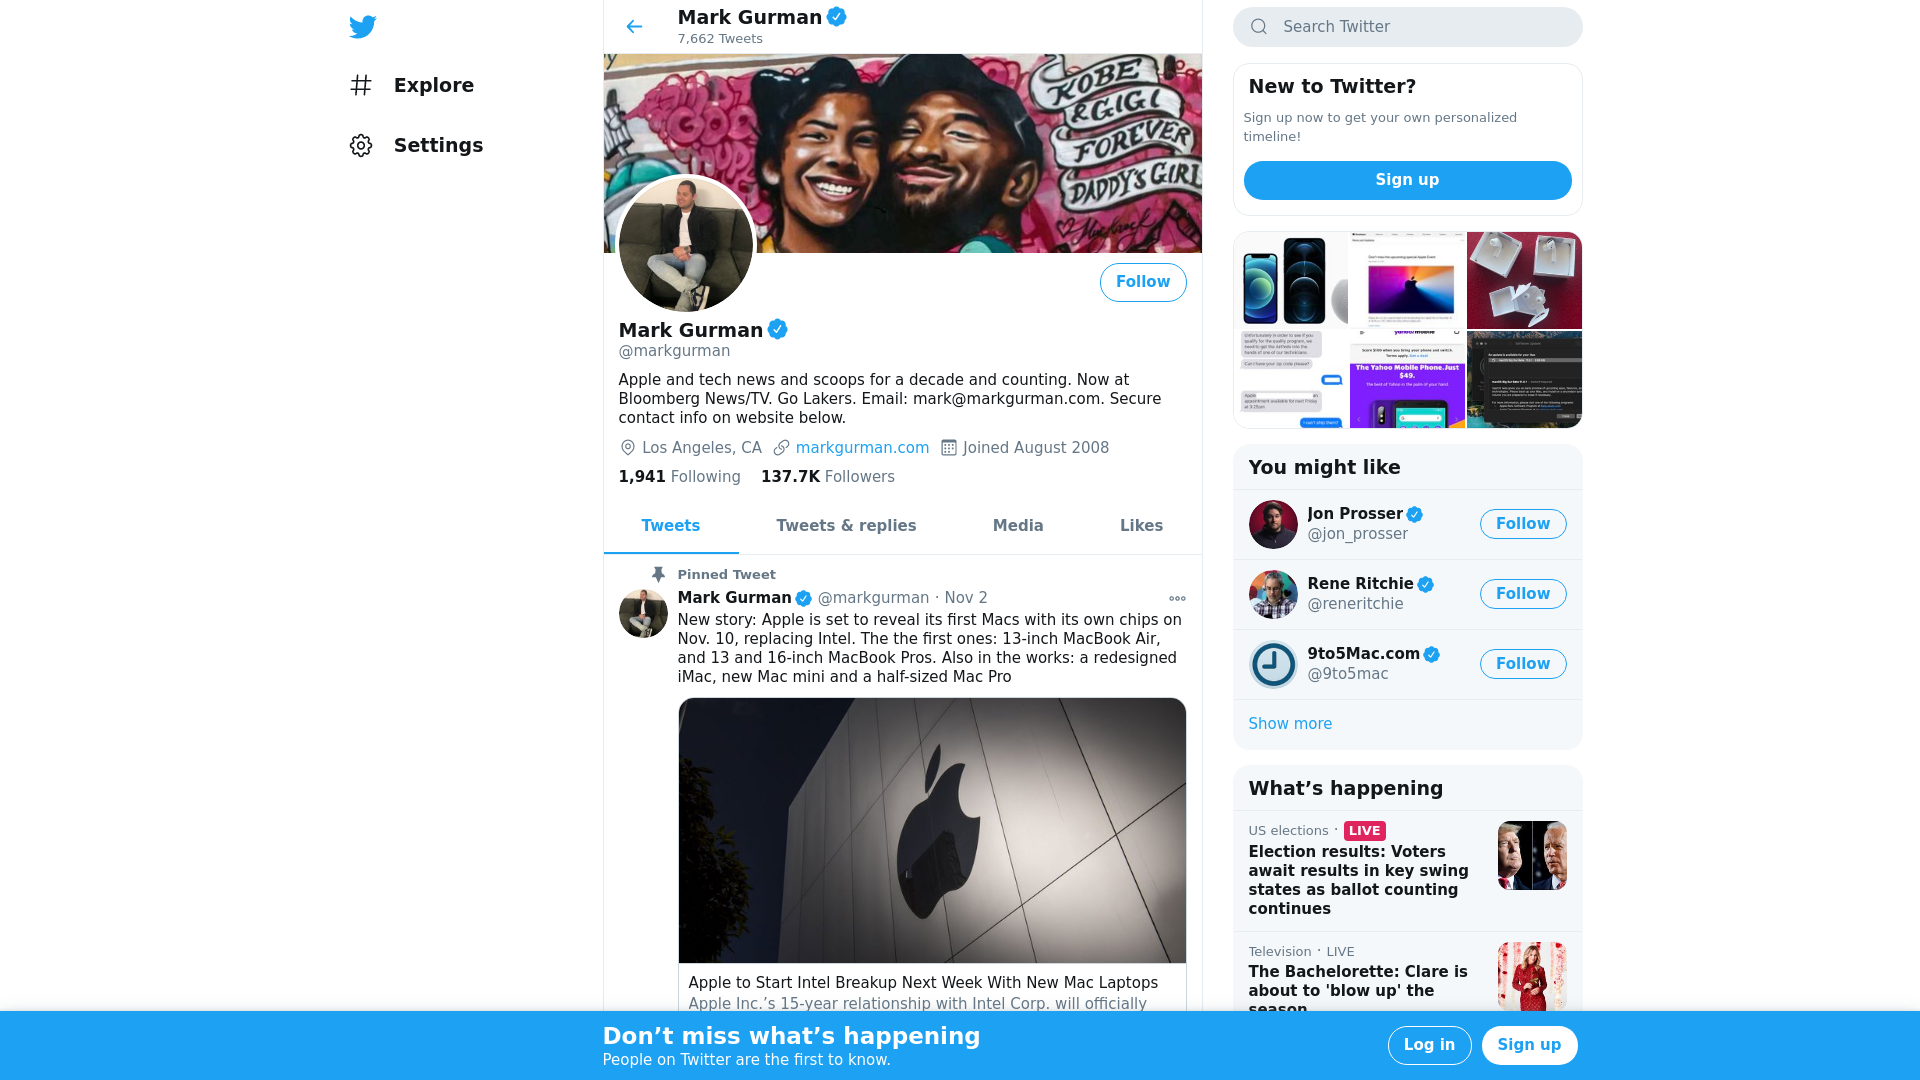 Mark Gurman
7,662 Tweets
Search Twitter
Explore
Settings
KOBE
& GIGI
FOREVER
DADDY'S GIRL
New to Twitter?
Sign up now to get your own personalized
timeline!
Sign up
Follow
Mark Gurman
@markgurman
Apple and tech news and scoops for a decade and counting. Now at
Bloomberg News/TV. Go Lakers. Email: mark@markgurman.com. Secure
contact info on website below.
Los Angeles, CA markgurman.com Joined August 2008
1,941 Following 137.7K Followers
Tweets Tweets & replies Media Likes
Pinned Tweet
Mark Gurman @markgurman · Nov 2
New story: Apple is set to reveal its first Macs with its own chips on
Nov. 10, replacing Intel. The the first ones: 13-inch MacBook Air,
and 13 and 16-inch MacBook Pros. Also in the works: a redesigned
iMac, new Mac mini and a half-sized Mac Pro
Apple to Start Intel Breakup Next Week With New Mac Laptops
Apple Inc.’s 15-year relationship with Intel Corp. will officially
The Yahoo Mobile Phone. Just
$49.
You might like
Jon Prosser
@jon_prosser
Follow
Rene Ritchie
@reneritchie
Follow
9to5Mac.com
@9to5mac
Follow
Show more
What’s happening
US elections · LIVE
Election results: Voters
await results in key swing
states as ballot counting
continues
Television · LIVE
The Bachelorette: Clare is
about to 'blow up' the
season
Don’t miss what’s happening
People on Twitter are the first to know.
Log in
Sign up